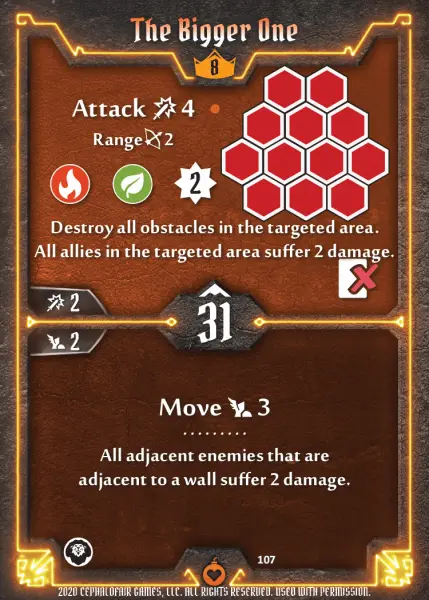 The Bigger One
8
Attack 4
Range 2
2
Destroy all obstacles in the targeted area.
All allies in the targeted area suffer 2 damage.
2
31
2
Move 3
All adjacent enemies that are
adjacent to a wall suffer 2 damage.
107
2020 CEPHALOFAIR GAMES, LLC. ALL RIGHTS RESERVED. USED WITH PERMISSION.